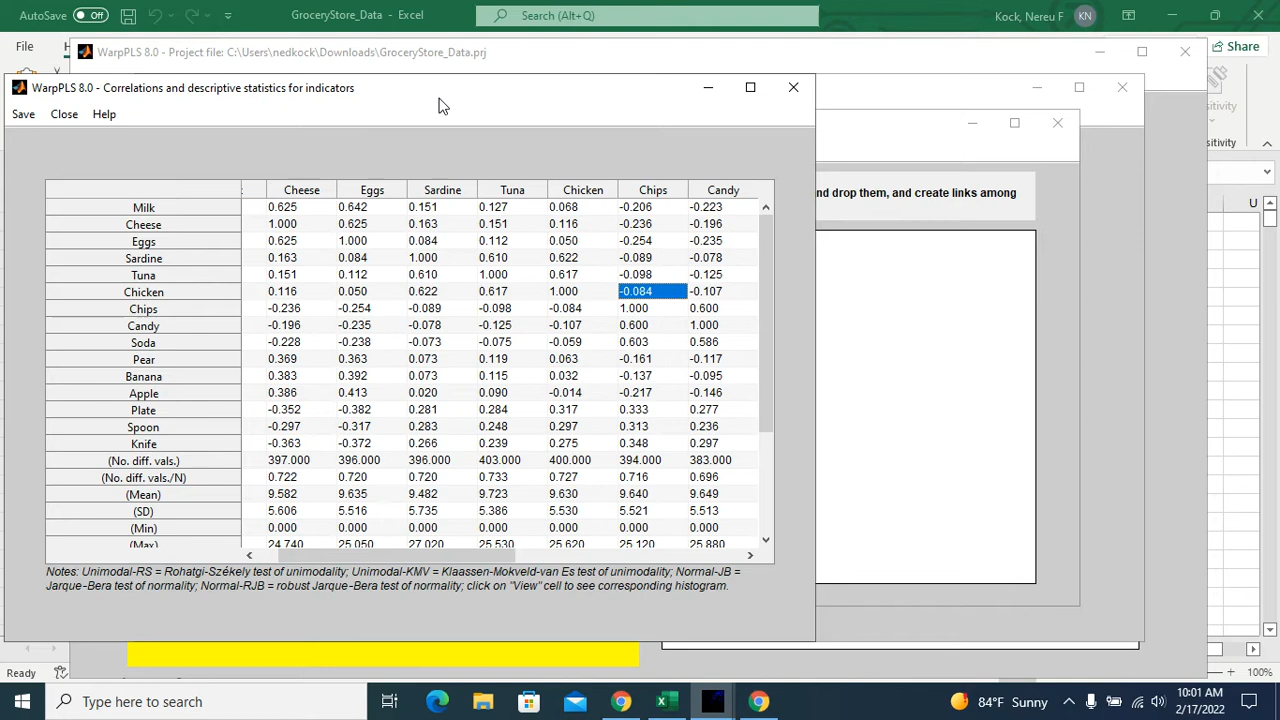 AutoSave Off GroceryStore_Data - Excel Search (Alt+Q) Kock, Nereu F KN
File WarpPLS 8.0 - Project file: C:\Users\nedkock\Downloads\GroceryStore_Data.prj Share
WarpPLS 8.0 - Correlations and descriptive statistics for indicators
Save Close Help
Cheese Eggs Sardine Tuna Chicken Chips Candy
nd drop them, and create links among
Milk 0.625 0.642 0.151 0.127 0.068 -0.206 -0.223
Cheese 1.000 0.625 0.163 0.151 0.116 -0.236 -0.196
Eggs 0.625 1.000 0.084 0.112 0.050 -0.254 -0.235
Sardine 0.163 0.084 1.000 0.610 0.622 -0.089 -0.078
Tuna 0.151 0.112 0.610 1.000 0.617 -0.098 -0.125
Chicken 0.116 0.050 0.622 0.617 1.000 -0.084 -0.107
Chips -0.236 -0.254 -0.089 -0.098 -0.084 1.000 0.600
Candy -0.196 -0.235 -0.078 -0.125 -0.107 0.600 1.000
Soda -0.228 -0.238 -0.073 -0.075 -0.059 0.603 0.586
Pear 0.369 0.363 0.073 0.119 0.063 -0.161 -0.117
Banana 0.383 0.392 0.073 0.115 0.032 -0.137 -0.095
Apple 0.386 0.413 0.020 0.090 -0.014 -0.217 -0.146
Plate -0.352 -0.382 0.281 0.284 0.317 0.333 0.277
Spoon -0.297 -0.317 0.283 0.248 0.297 0.313 0.236
Knife -0.363 -0.372 0.266 0.239 0.275 0.348 0.297
(No. diff. vals.) 397.000 396.000 396.000 403.000 400.000 394.000 383.000
(No. diff. vals./N) 0.722 0.720 0.720 0.733 0.727 0.716 0.696
(Mean) 9.582 9.635 9.482 9.723 9.630 9.640 9.649
(SD) 5.606 5.516 5.735 5.386 5.530 5.521 5.513
(Min) 0.000 0.000 0.000 0.000 0.000 0.000 0.000
(Max) 24.740 25.050 27.020 25.530 25.620 25.120 25.880
Notes: Unimodal-RS = Rohatgi-Székely test of unimodality; Unimodal-KMV = Klaassen-Mokveld-van Es test of unimodality; Normal-JB =
Jarque-Bera test of normality; Normal-RJB = robust Jarque-Bera test of normality; click on "View" cell to see corresponding histogram.
sitivity
sitivity
U
Ready 100%
Type here to search 84°F Sunny 10:01 AM
2/17/2022